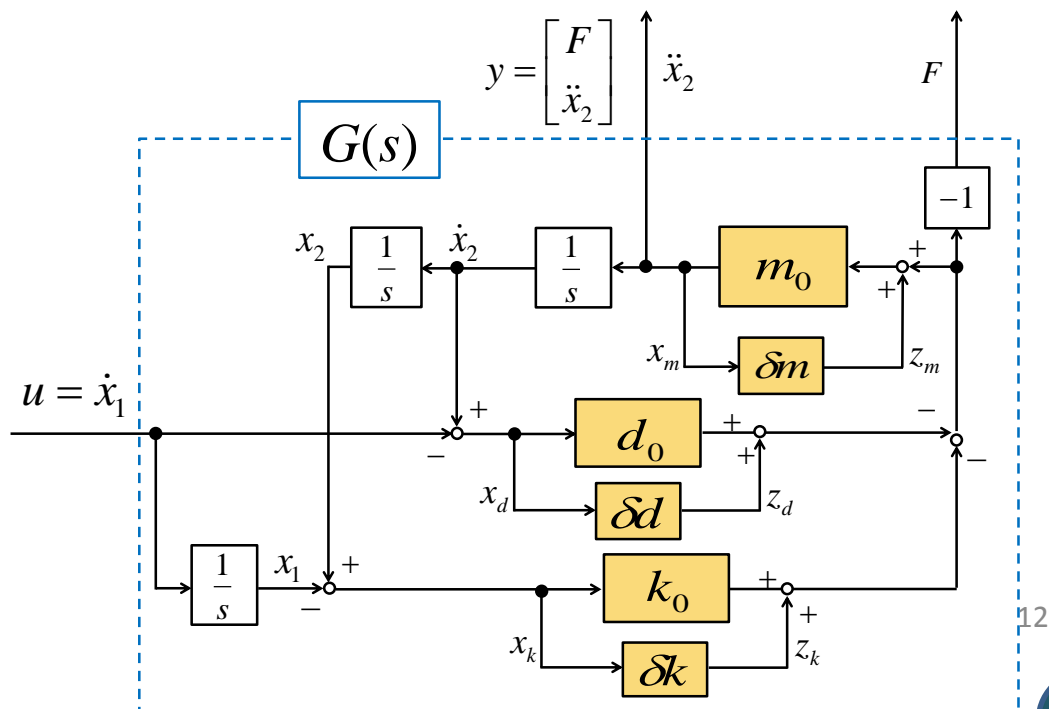 y = [F ẍ₂]
ẍ₂
F
G(s)
−1
x₂
1/s
ẋ₂
1/s
m₀
+
+
x_m
δm
z_m
u = ẋ₁
+
−
d₀
+
+
−
−
x_d
δd
z_d
1/s
x₁
+
−
k₀
+
+
12
x_k
δk
z_k